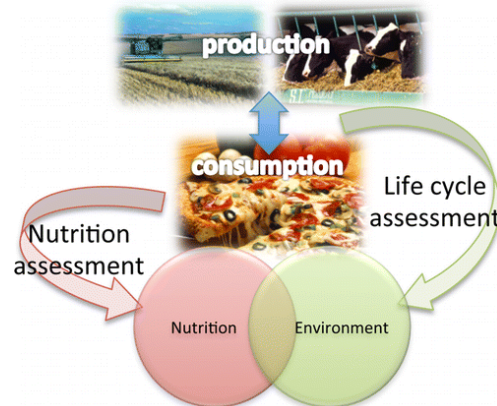 production
consumption
Life cycle
assessment
Nutrition
assessment
Nutrition
Environment